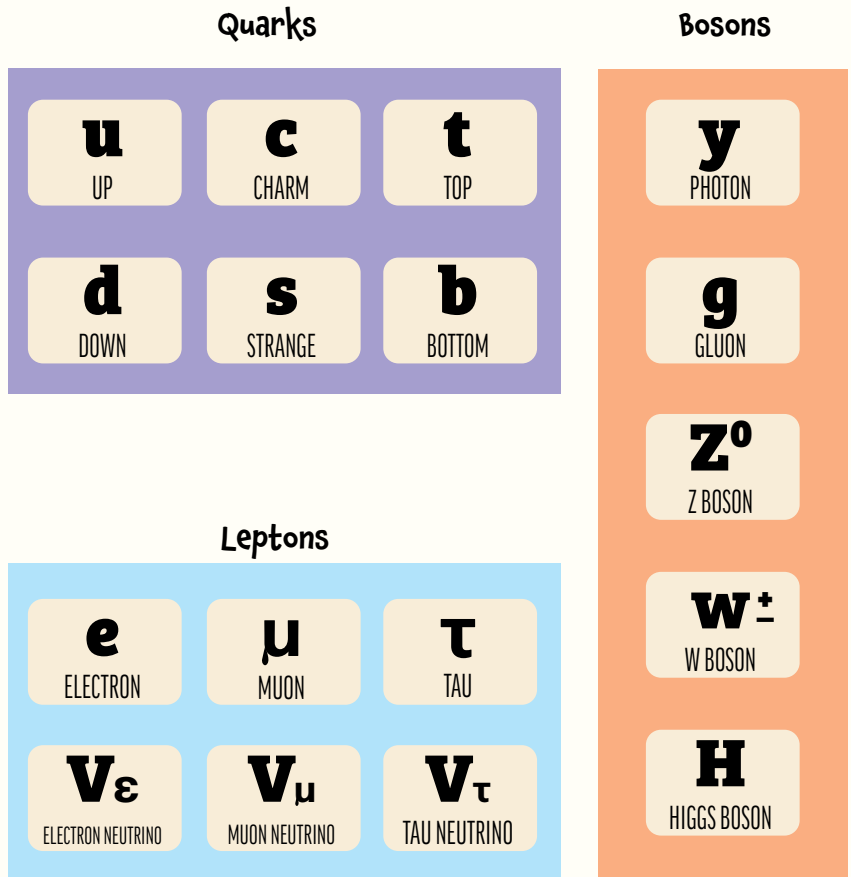 Quarks
u
UP
c
CHARM
t
TOP
d
DOWN
s
STRANGE
b
BOTTOM
Leptons
e
ELECTRON
μ
MUON
τ
TAU
Vε
ELECTRON NEUTRINO
Vμ
MUON NEUTRINO
Vτ
TAU NEUTRINO
Bosons
y
PHOTON
g
GLUON
Z⁰
Z BOSON
w±
W BOSON
H
HIGGS BOSON